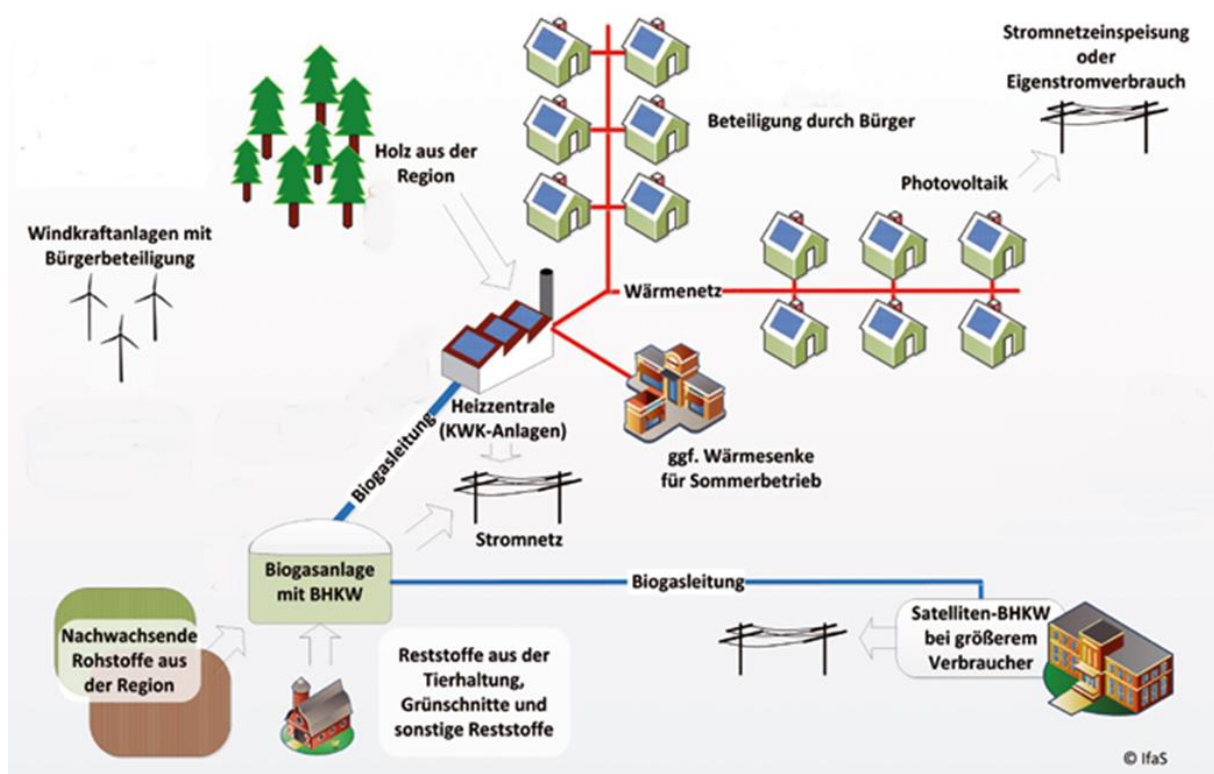 Stromnetzeinspeisung
oder
Eigenstromverbrauch
Beteiligung durch Bürger
Holz aus der
Region
Photovoltaik
Windkraftanlagen mit
Bürgerbeteiligung
Wärmenetz
Heizzentrale
(KWK-Anlagen)
Biogasleitung
ggf. Wärmesenke
für Sommerbetrieb
Stromnetz
Biogasanlage
mit BHKW
Biogasleitung
Nachwachsende
Rohstoffe aus
der Region
Reststoffe aus der
Tierhaltung,
Grünschnitte und
sonstige Reststoffe
Satelliten-BHKW
bei größerem
Verbraucher
© IfaS